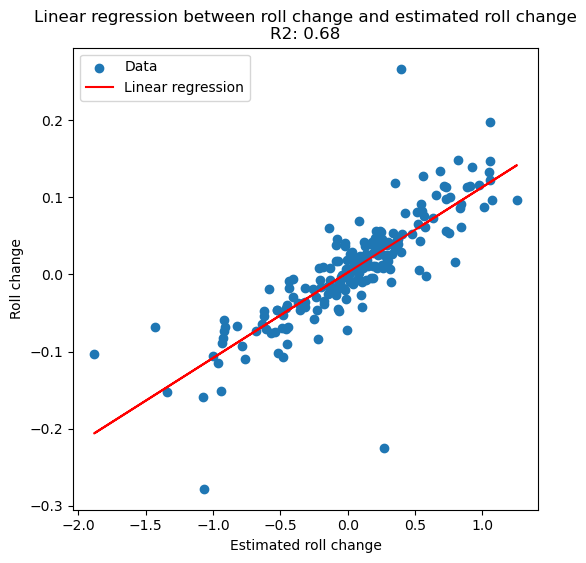 Linear regression between roll change and estimated roll change
R2: 0.68
Data
Linear regression
Roll change
0.2
0.1
0.0
−0.1
−0.2
−0.3
−2.0 −1.5 −1.0 −0.5 0.0 0.5 1.0
Estimated roll change